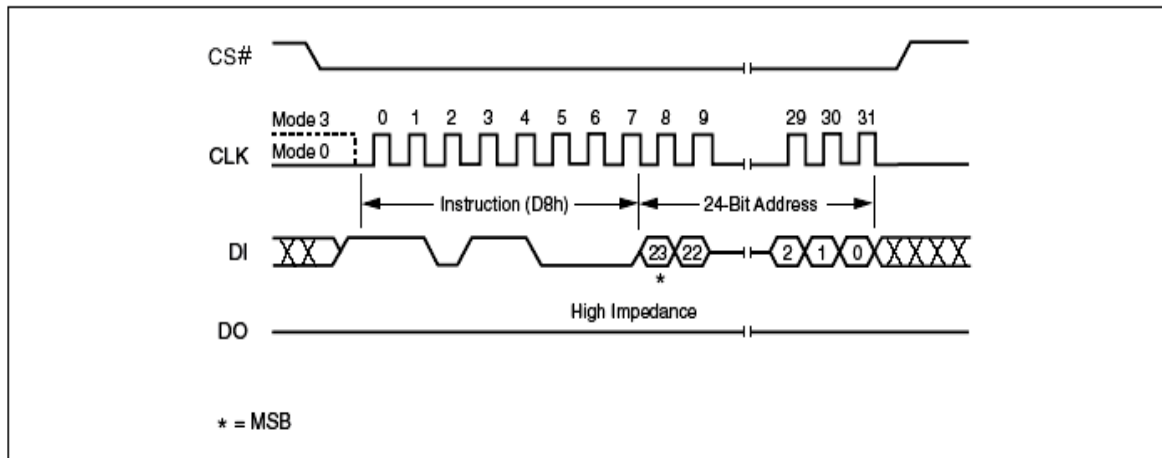 CS#
Mode 3 0 1 2 3 4 5 6 7 8 9 29 30 31
CLK Mode 0
Instruction (D8h) 24-Bit Address
DI 23 22 2 1 0
*
High Impedance
DO
* = MSB